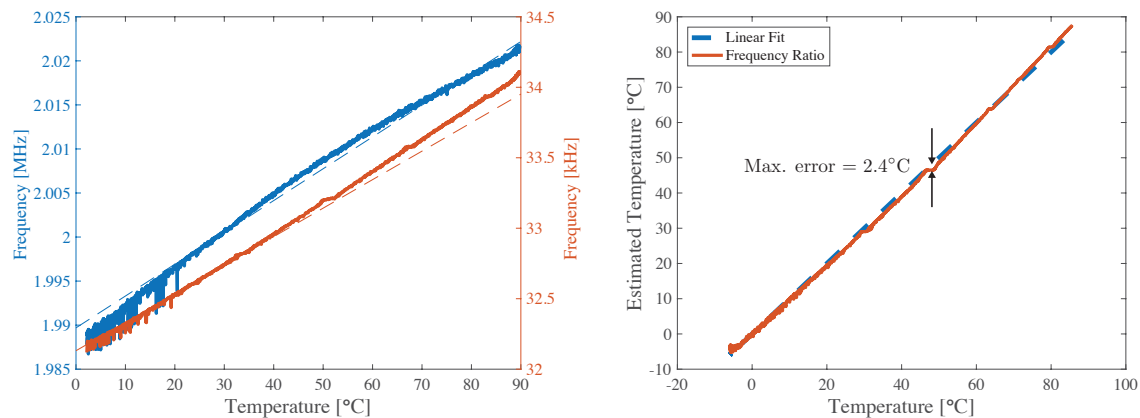 2.025
2.02
2.015
2.01
2.005
2
1.995
1.99
1.985
Frequency [MHz]
34.5
34
33.5
33
32.5
32
Frequency [kHz]
0 10 20 30 40 50 60 70 80 90
Temperature [°C]
90
80
70
60
50
40
30
20
10
0
-10
Estimated Temperature [°C]
Linear Fit
Frequency Ratio
Max. error = 2.4°C
-20 0 20 40 60 80 100
Temperature [°C]